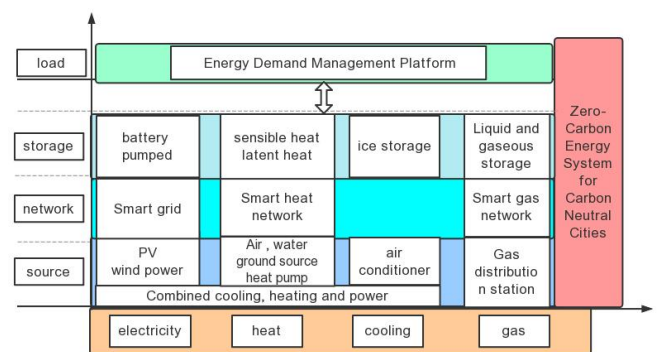 load
Energy Demand Management Platform
Zero-
Carbon
Energy
System
for
Carbon
Neutral
Cities
storage
battery
pumped
sensible heat
latent heat
ice storage
Liquid and
gaseous
storage
network
Smart grid
Smart heat
network
Smart gas
network
source
PV
wind power
Air , water
ground source
heat pump
air
conditioner
Gas
distributio
n station
Combined cooling, heating and power
electricity
heat
cooling
gas